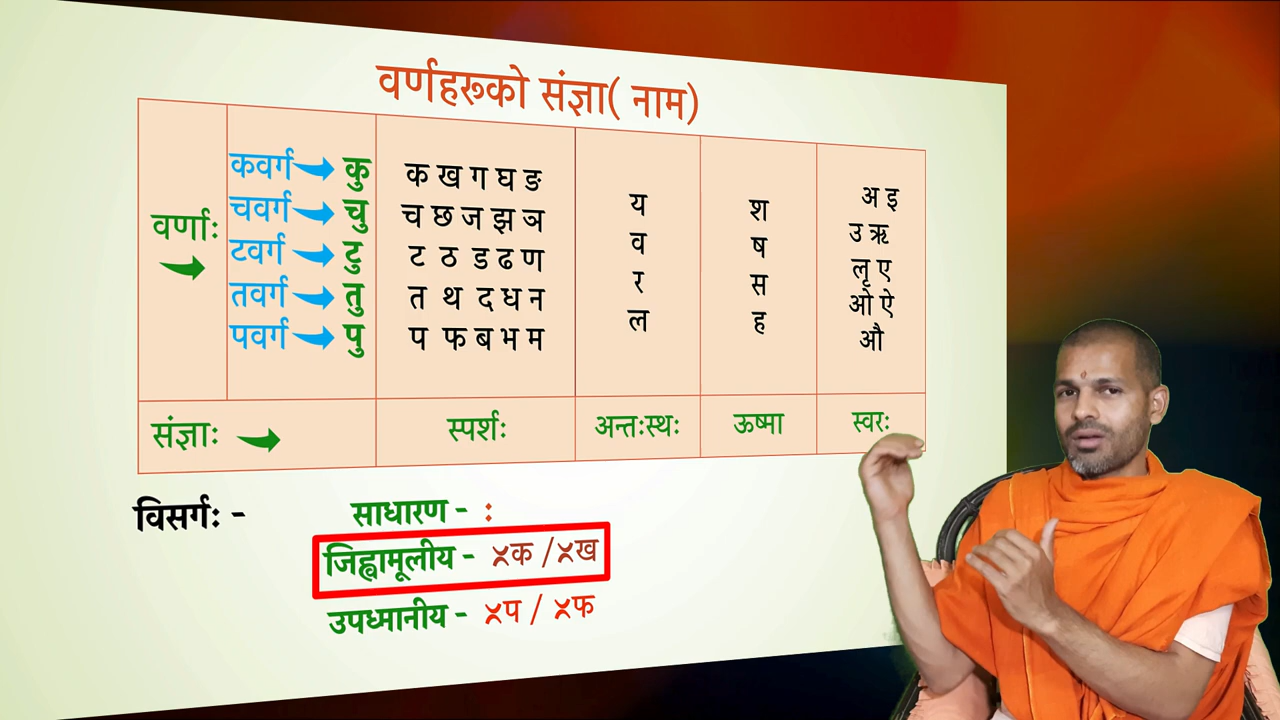 वर्णहरूको संज्ञा( नाम)
वर्णाः
कवर्ग कु
चवर्ग चु
टवर्ग टु
तवर्ग तु
पवर्ग पु
क ख ग घ ङ
च छ ज झ ञ
ट ठ ड ढ ण
त थ द ध न
प फ ब भ म
य
व
र
ल
श
ष
स
ह
अ इ
उ ऋ
लृ ए
ओ ऐ
औ
संज्ञाः स्पर्शः अन्तःस्थः ऊष्मा स्वरः
विसर्गः - साधारण - :
जिह्वामूलीय - ᳵक / ᳵख
उपध्मानीय - ᳵप / ᳵफ